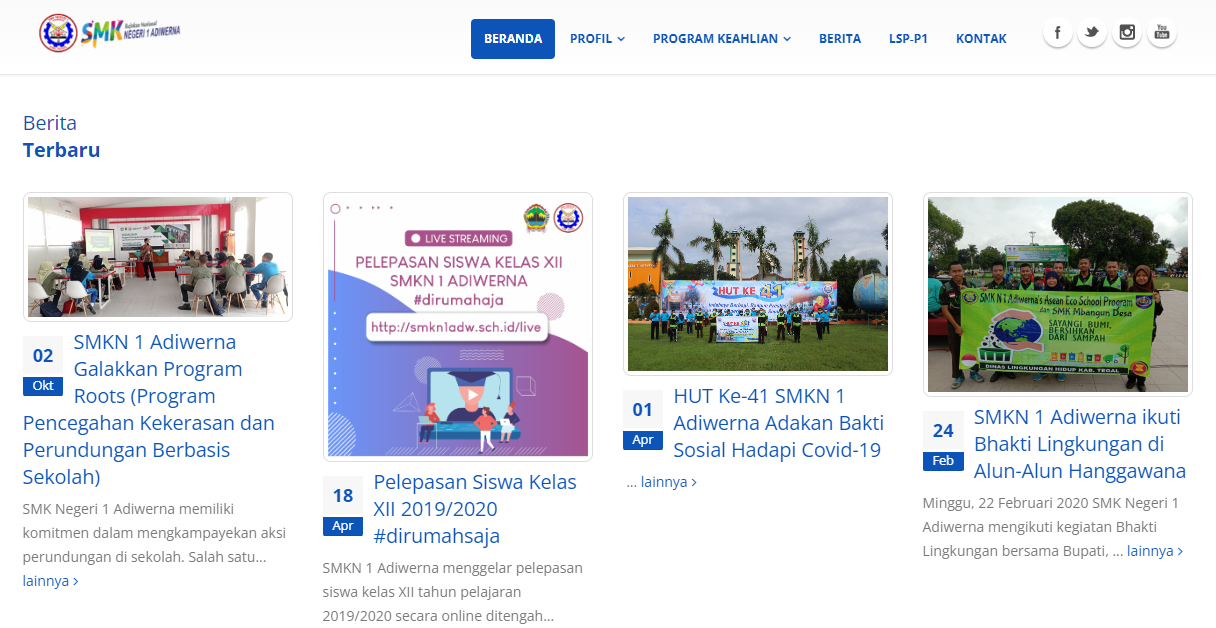 SMK
NEGERI 1 ADIWERNA
BERANDA
PROFIL
PROGRAM KEAHLIAN
BERITA
LSP-P1
KONTAK
Berita
Terbaru
02
Okt
SMKN 1 Adiwerna
Galakkan Program
Roots (Program
Pencegahan Kekerasan dan
Perundungan Berbasis
Sekolah)
SMK Negeri 1 Adiwerna memiliki
komitmen dalam mengkampayekan aksi
perundungan di sekolah. Salah satu...
lainnya ›
LIVE STREAMING
PELEPASAN SISWA KELAS XII
SMKN 1 ADIWERNA
#dirumahaja
http://smkn1adw.sch.id/live
18
Apr
Pelepasan Siswa Kelas
XII 2019/2020
#dirumahsaja
SMKN 1 Adiwerna menggelar pelepasan
siswa kelas XII tahun pelajaran
2019/2020 secara online ditengah...
HUT KE 41
01
Apr
HUT Ke-41 SMKN 1
Adiwerna Adakan Bakti
Sosial Hadapi Covid-19
... lainnya ›
SMK N 1 Adiwerna's Asean Eco School Program
dan SMK Mbangun Desa
SAYANGI BUMI,
BERSIHKAN
DARI SAMPAH
DINAS LINGKUNGAN HIDUP KAB. TEGAL
24
Feb
SMKN 1 Adiwerna ikuti
Bhakti Lingkungan di
Alun-Alun Hanggawana
Minggu, 22 Februari 2020 SMK Negeri 1
Adiwerna mengikuti kegiatan Bhakti
Lingkungan bersama Bupati, ... lainnya ›